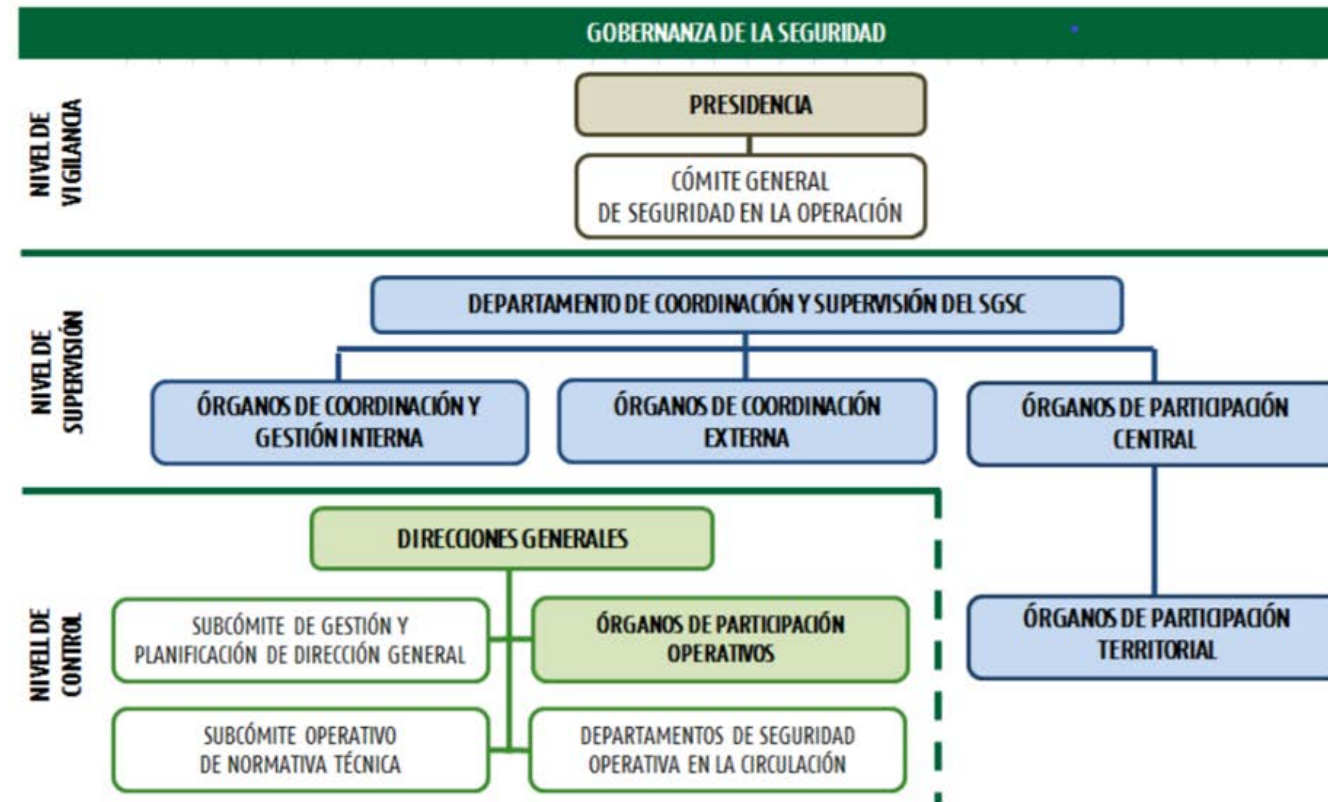 GOBERNANZA DE LA SEGURIDAD
NIVEL DE
VIGILANCIA
PRESIDENCIA
CÓMITE GENERAL
DE SEGURIDAD EN LA OPERACIÓN
NIVEL DE
SUPERVISIÓN
DEPARTAMENTO DE COORDINACIÓN Y SUPERVISIÓN DEL SGSC
ÓRGANOS DE COORDINACIÓN Y
GESTIÓN INTERNA
ÓRGANOS DE COORDINACIÓN
EXTERNA
ÓRGANOS DE PARTICIPACIÓN
CENTRAL
NIVELL DE
CONTROL
DIRECCIONES GENERALES
SUBCÓMITE DE GESTIÓN Y
PLANIFICACIÓN DE DIRECCIÓN GENERAL
ÓRGANOS DE PARTICIPACIÓN
OPERATIVOS
ÓRGANOS DE PARTICIPACIÓN
TERRITORIAL
SUBCÓMITE OPERATIVO
DE NORMATIVA TÉCNICA
DEPARTAMENTOS DE SEGURIDAD
OPERATIVA EN LA CIRCULACIÓN